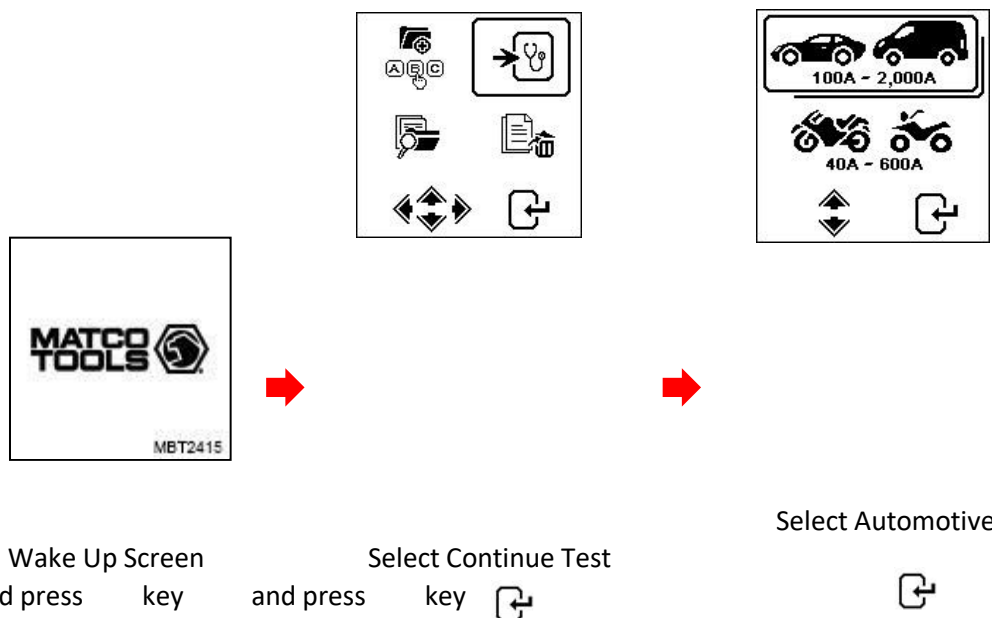 A B C
100A ~ 2,000A
40A ~ 600A
MATCO
TOOLS
MBT2415
Select Automotive
Wake Up Screen
Select Continue Test
d press key and press key